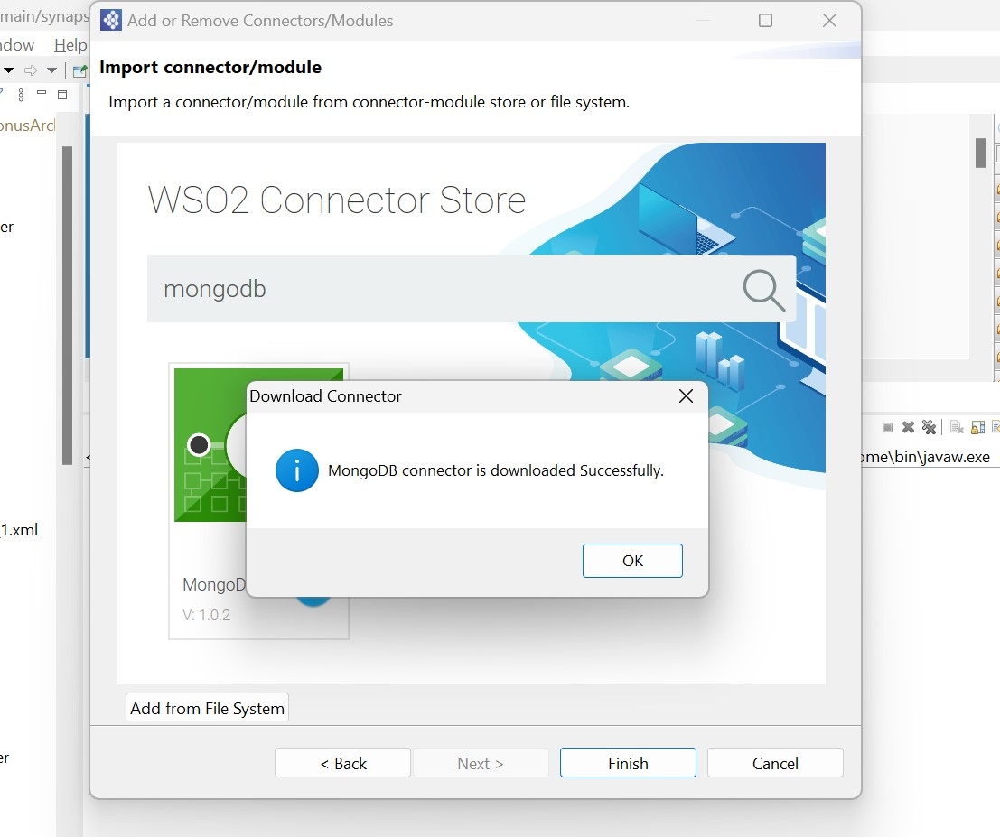 main/synaps
Add or Remove Connectors/Modules
ndow Help
Import connector/module
Import a connector/module from connector-module store or file system.
onusArcl
WSO2 Connector Store
er
mongodb
Download Connector
MongoDB connector is downloaded Successfully.
ome\bin\javaw.exe
_1.xml
OK
MongoD
V: 1.0.2
Add from File System
er
< Back
Next >
Finish
Cancel